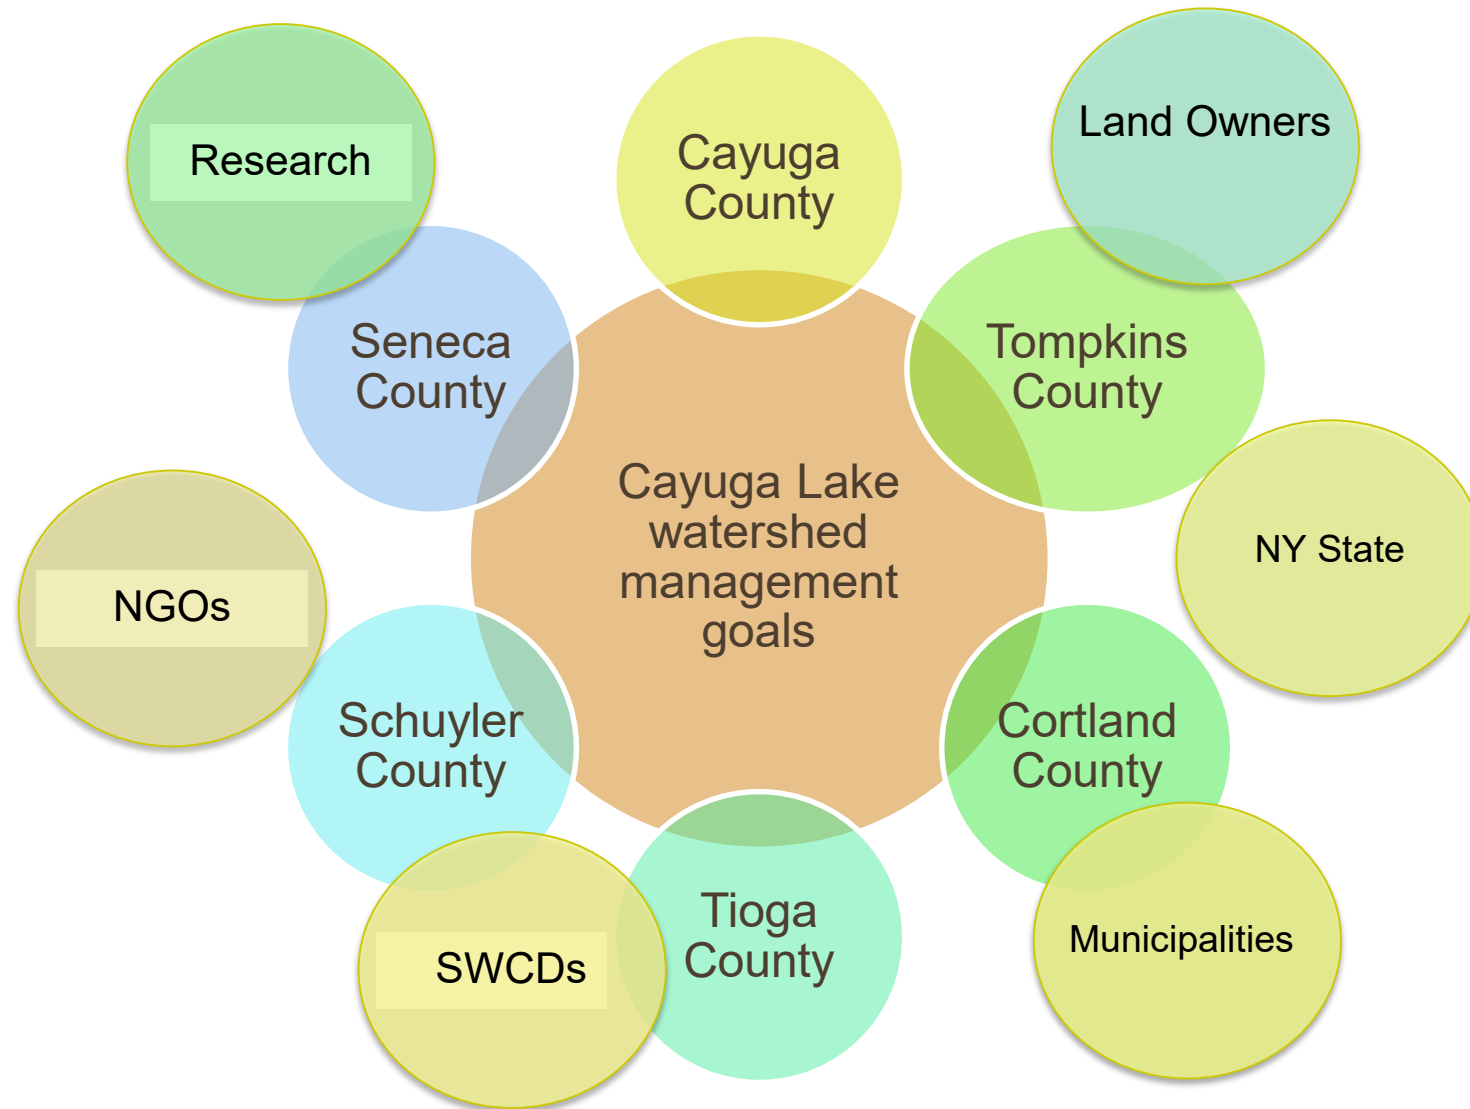 Research
Cayuga
County
Land Owners
Seneca
County
Tompkins
County
Cayuga Lake
watershed
management
goals
NY State
NGOs
Schuyler
County
Cortland
County
Tioga
County
SWCDs
Municipalities